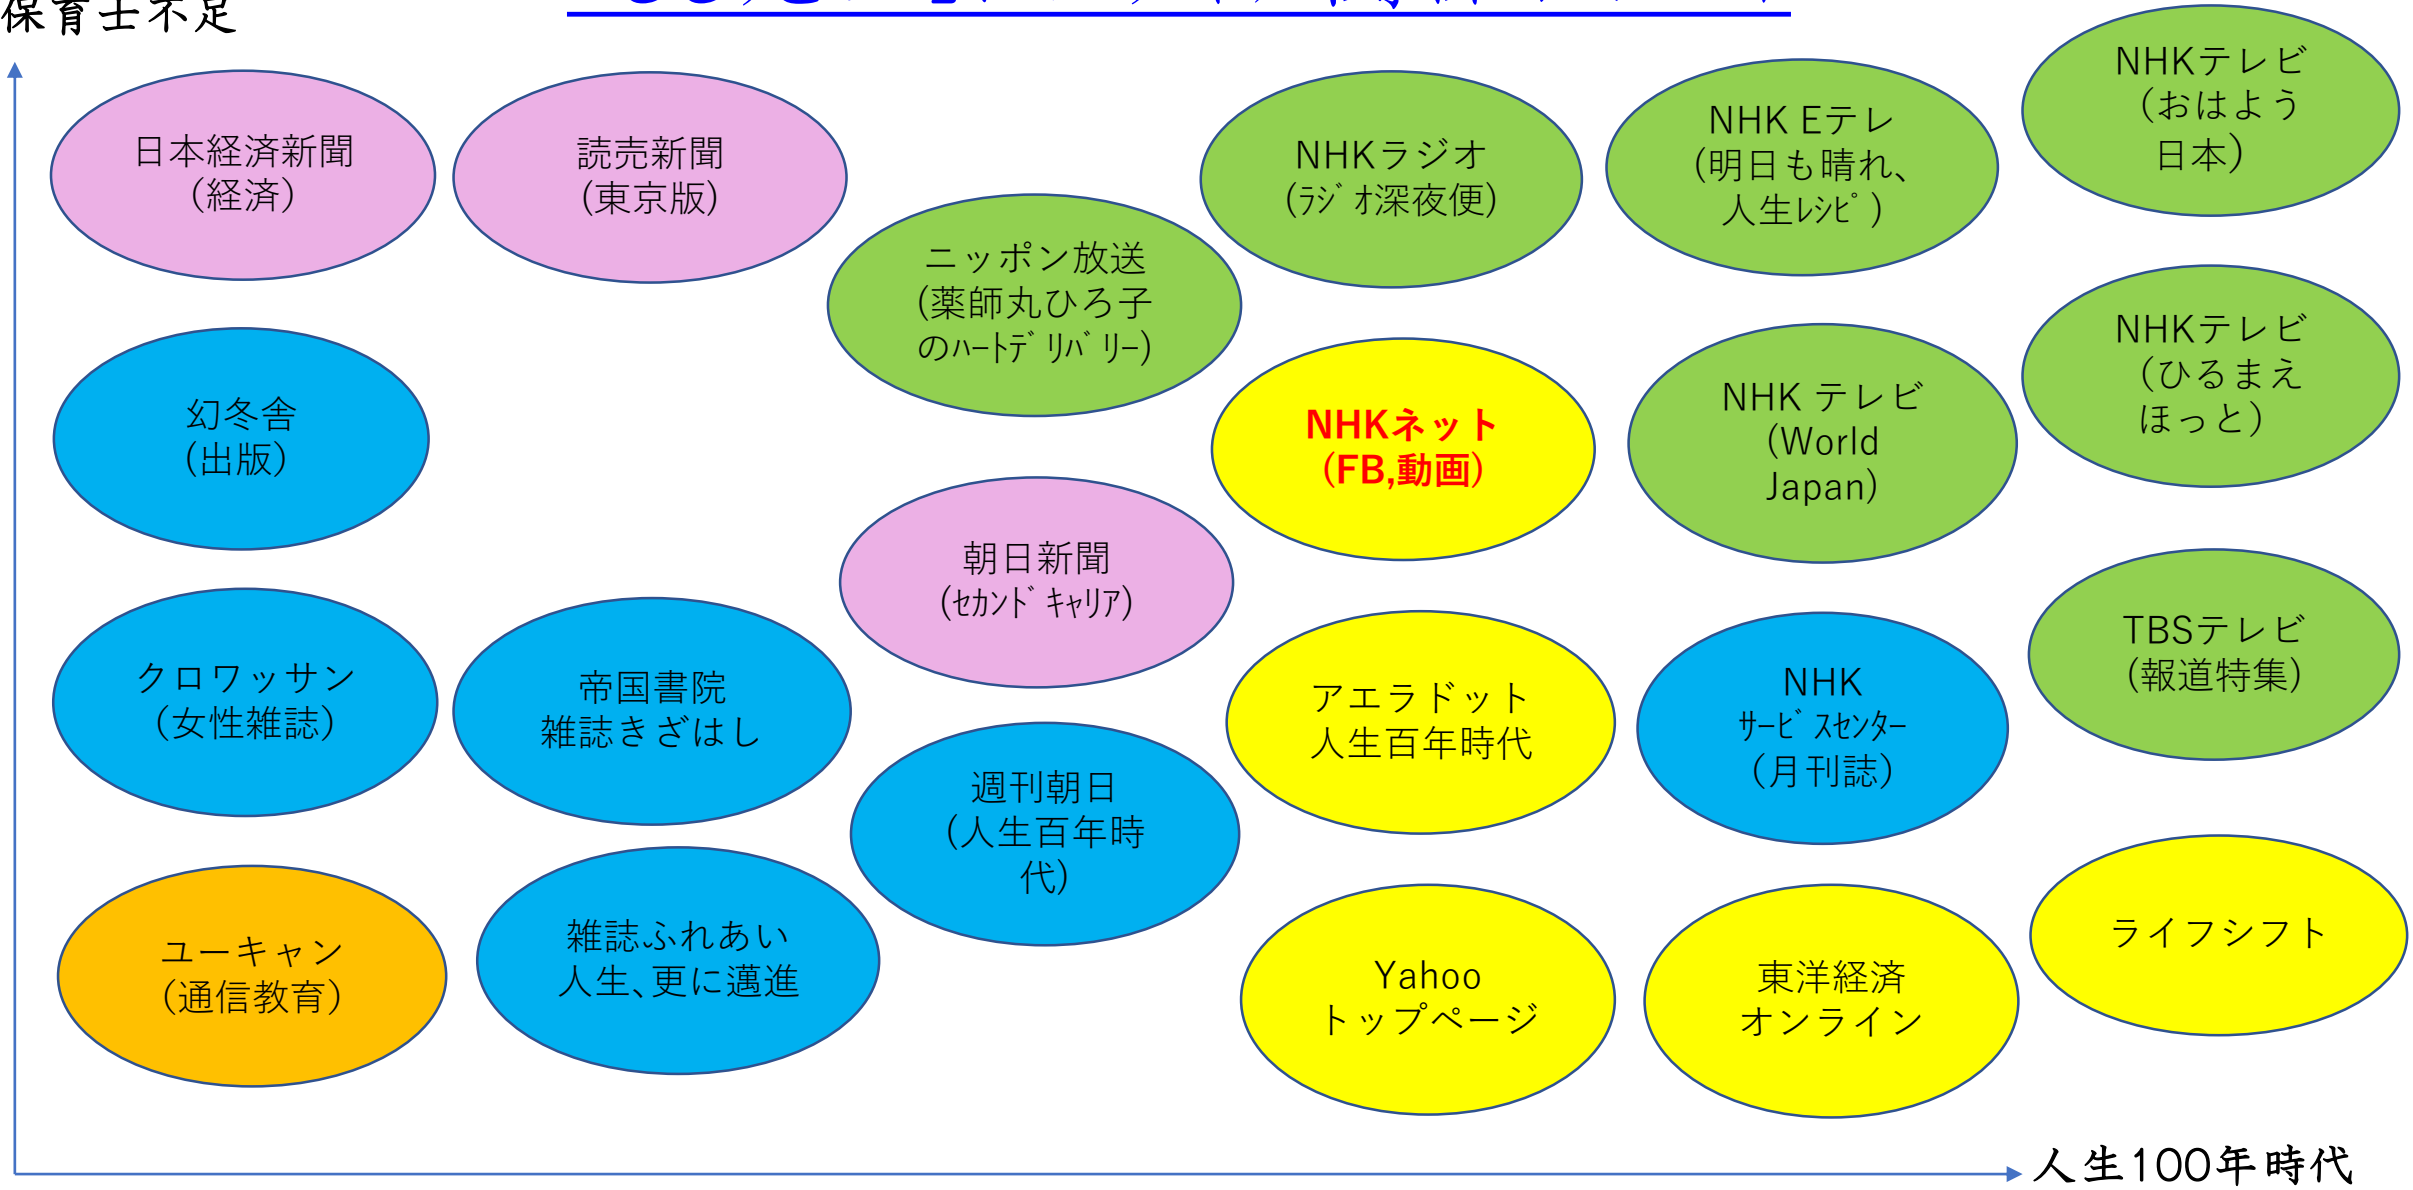 保育士不足
日本経済新聞
(経済)
読売新聞
(東京版)
ニッポン放送
(薬師丸ひろ子
のﾊｰﾄﾃﾞﾘﾊﾞﾘｰ)
NHKラジオ
(ﾗｼﾞｵ深夜便)
NHK Eテレ
(明日も晴れ、
人生ﾚｼﾋﾟ)
NHKテレビ
(おはよう
日本)
幻冬舎
(出版)
NHKネット
(FB,動画)
NHK テレビ
(World
Japan)
NHKテレビ
(ひるまえ
ほっと)
クロワッサン
(女性雑誌)
帝国書院
雑誌きざはし
朝日新聞
(ｾｶﾝﾄﾞｷｬﾘｱ)
週刊朝日
(人生百年時
代)
アエラドット
人生百年時代
NHK
ｻｰﾋﾞｽｾﾝﾀｰ
(月刊誌)
TBSテレビ
(報道特集)
ユーキャン
(通信教育)
雑誌ふれあい
人生、更に邁進
Yahoo
トップページ
東洋経済
オンライン
ライフシフト
人生100年時代